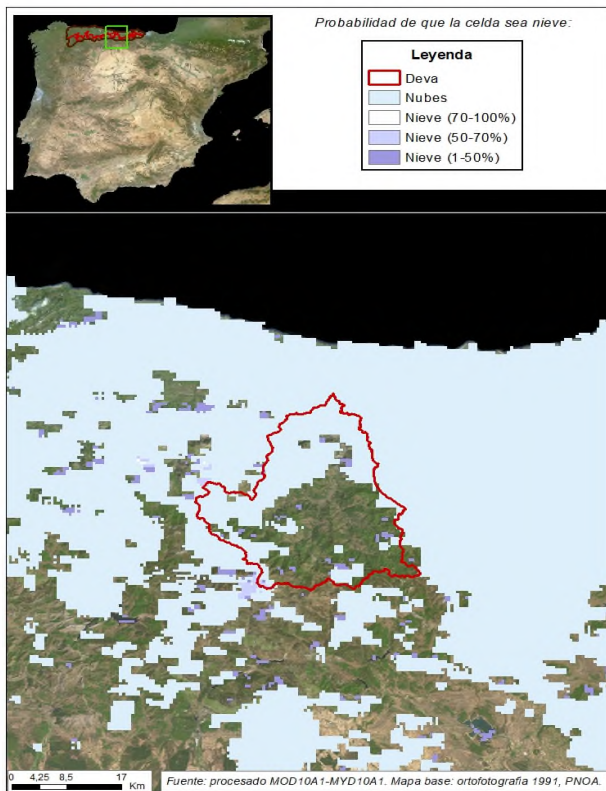 Probabilidad de que la celda sea nieve:
Leyenda
Deva
Nubes
Nieve (70-100%)
Nieve (50-70%)
Nieve (1-50%)
0 4,25 8,5 17
Km
Fuente: procesado MOD10A1-MYD10A1. Mapa base: ortofotografia 1991, PNOA.